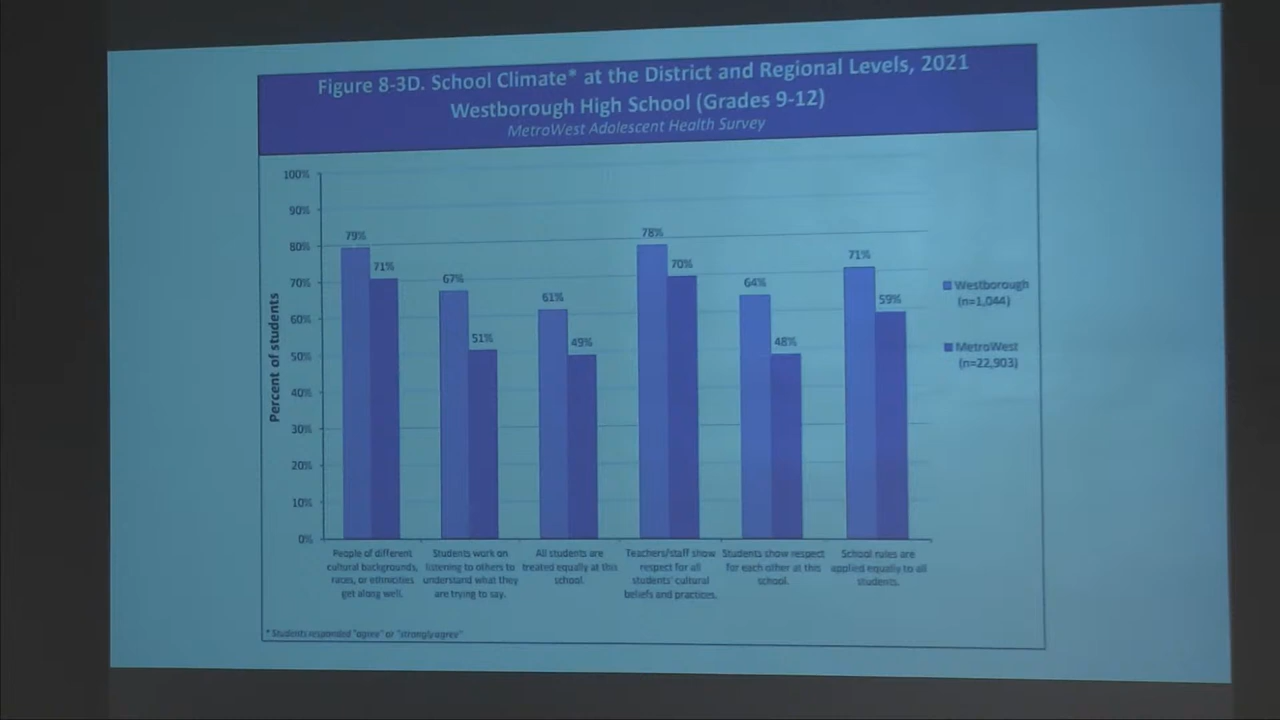 Figure 8-3D. School Climate* at the District and Regional Levels, 2021
Westborough High School (Grades 9-12)
MetroWest Adolescent Health Survey
Percent of students
100%
90%
80%
70%
60%
50%
40%
30%
20%
10%
0%
79%
71%
67%
51%
61%
49%
78%
70%
64%
48%
71%
59%
People of different
cultural backgrounds,
races, or ethnicities
get along well.
Students work on
listening to others to
understand what they
are trying to say.
All students are
treated equally at this
school.
Teachers/staff show
respect for all
students' cultural
beliefs and practices.
Students show respect
for each other at this
school.
School rules are
applied equally to all
students.
Westborough
(n=1,044)
MetroWest
(n=22,903)
* Students responded "agree" or "strongly agree"